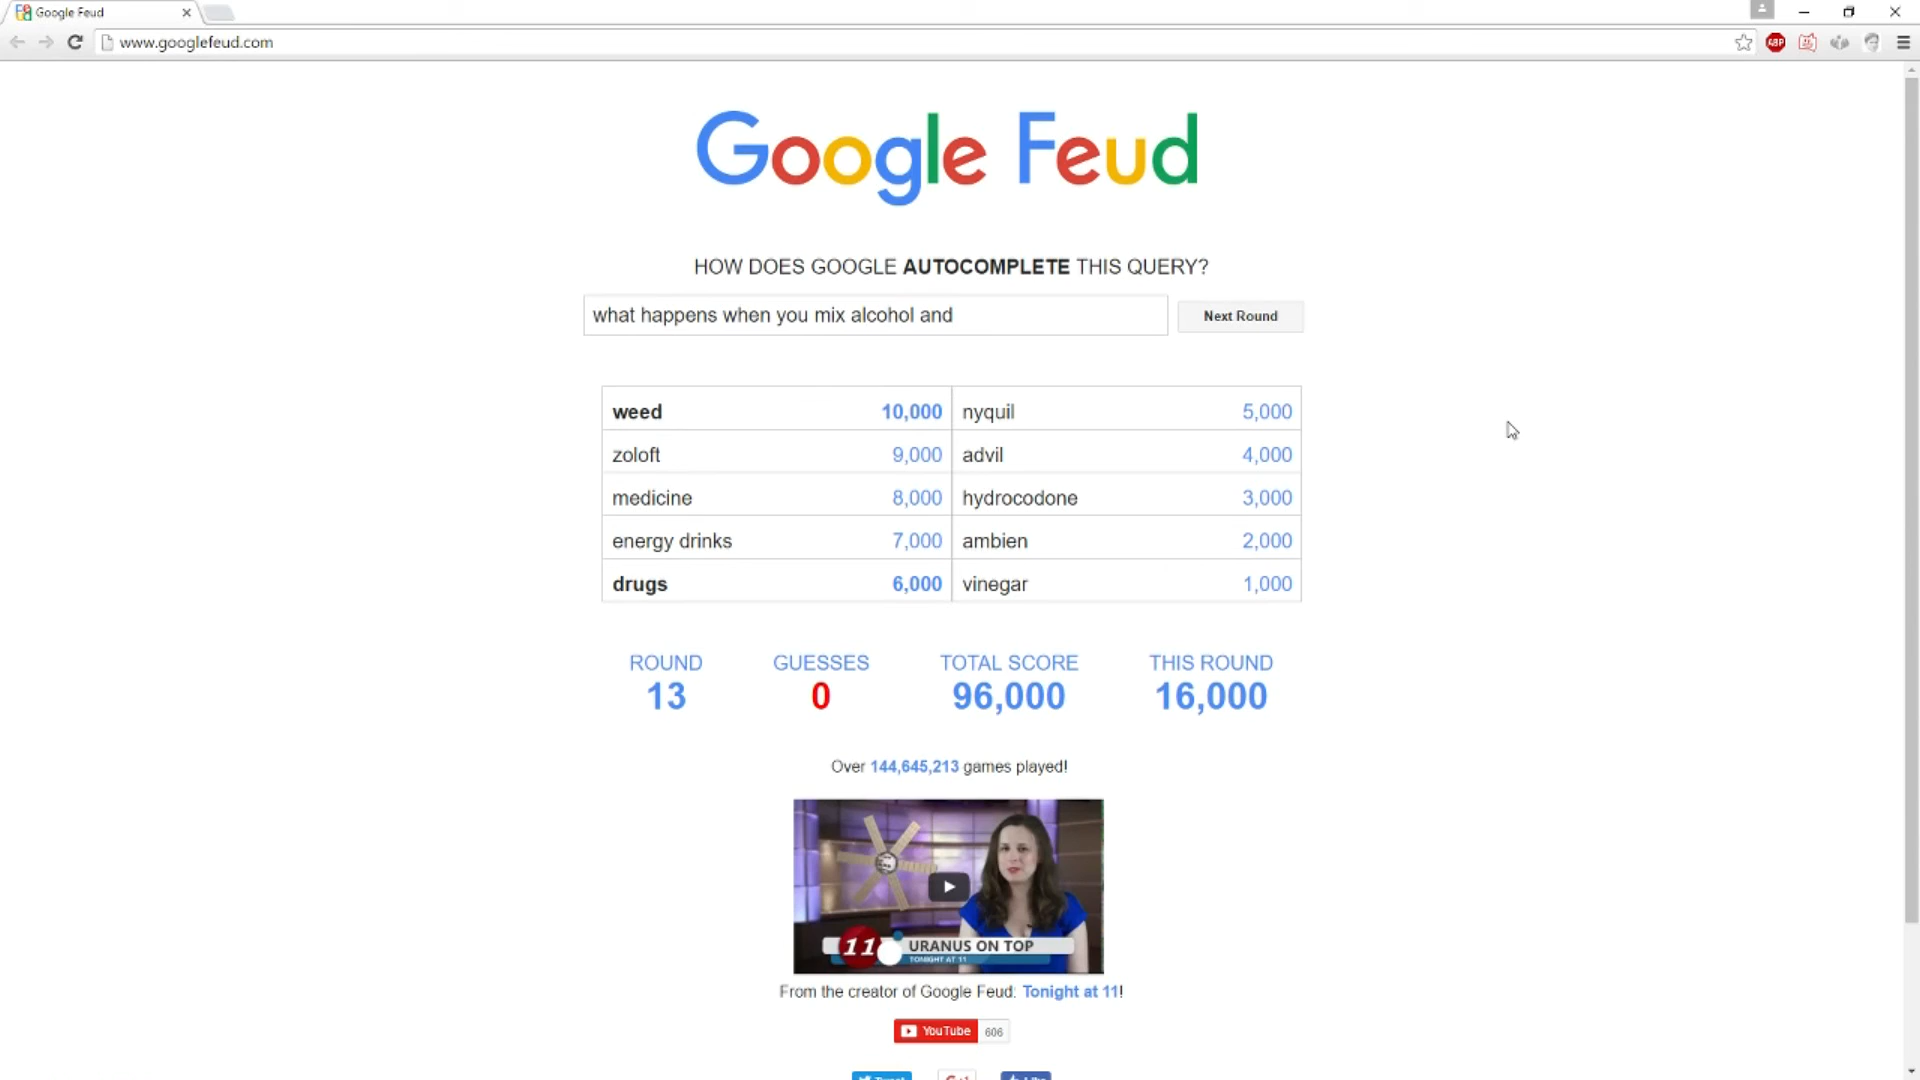 Google Feud
www.googlefeud.com
ABP
Google Feud
HOW DOES GOOGLE AUTOCOMPLETE THIS QUERY?
what happens when you mix alcohol and
Next Round
weed 10,000 nyquil 5,000
zoloft 9,000 advil 4,000
medicine 8,000 hydrocodone 3,000
energy drinks 7,000 ambien 2,000
drugs 6,000 vinegar 1,000
ROUND GUESSES TOTAL SCORE THIS ROUND
13 0 96,000 16,000
Over 144,645,213 games played!
11 URANUS ON TOP
TONIGHT AT 11
From the creator of Google Feud: Tonight at 11!
YouTube 606